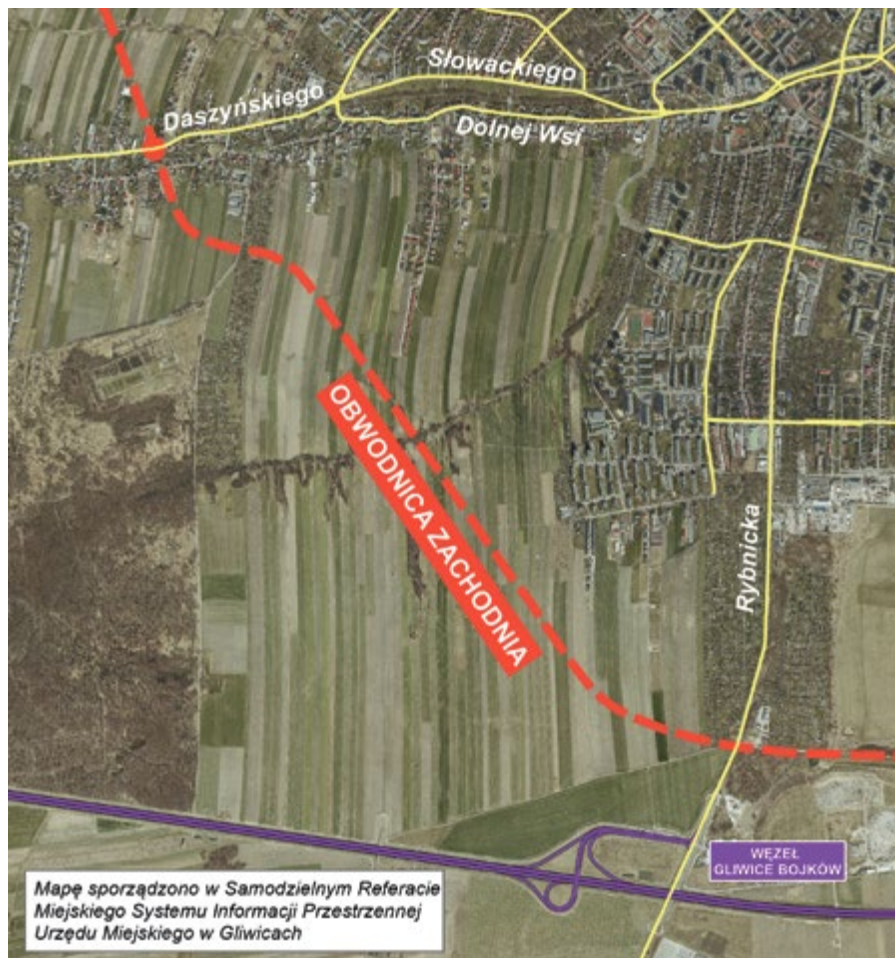 Słowackiego
Daszyńskiego
Dolnej Wsi
OBWODNICA ZACHODNIA
Rybnicka
WĘZEŁ
GLIWICE BOJKÓW
Mapę sporządzono w Samodzielnym Referacie
Miejskiego Systemu Informacji Przestrzennej
Urzędu Miejskiego w Gliwicach